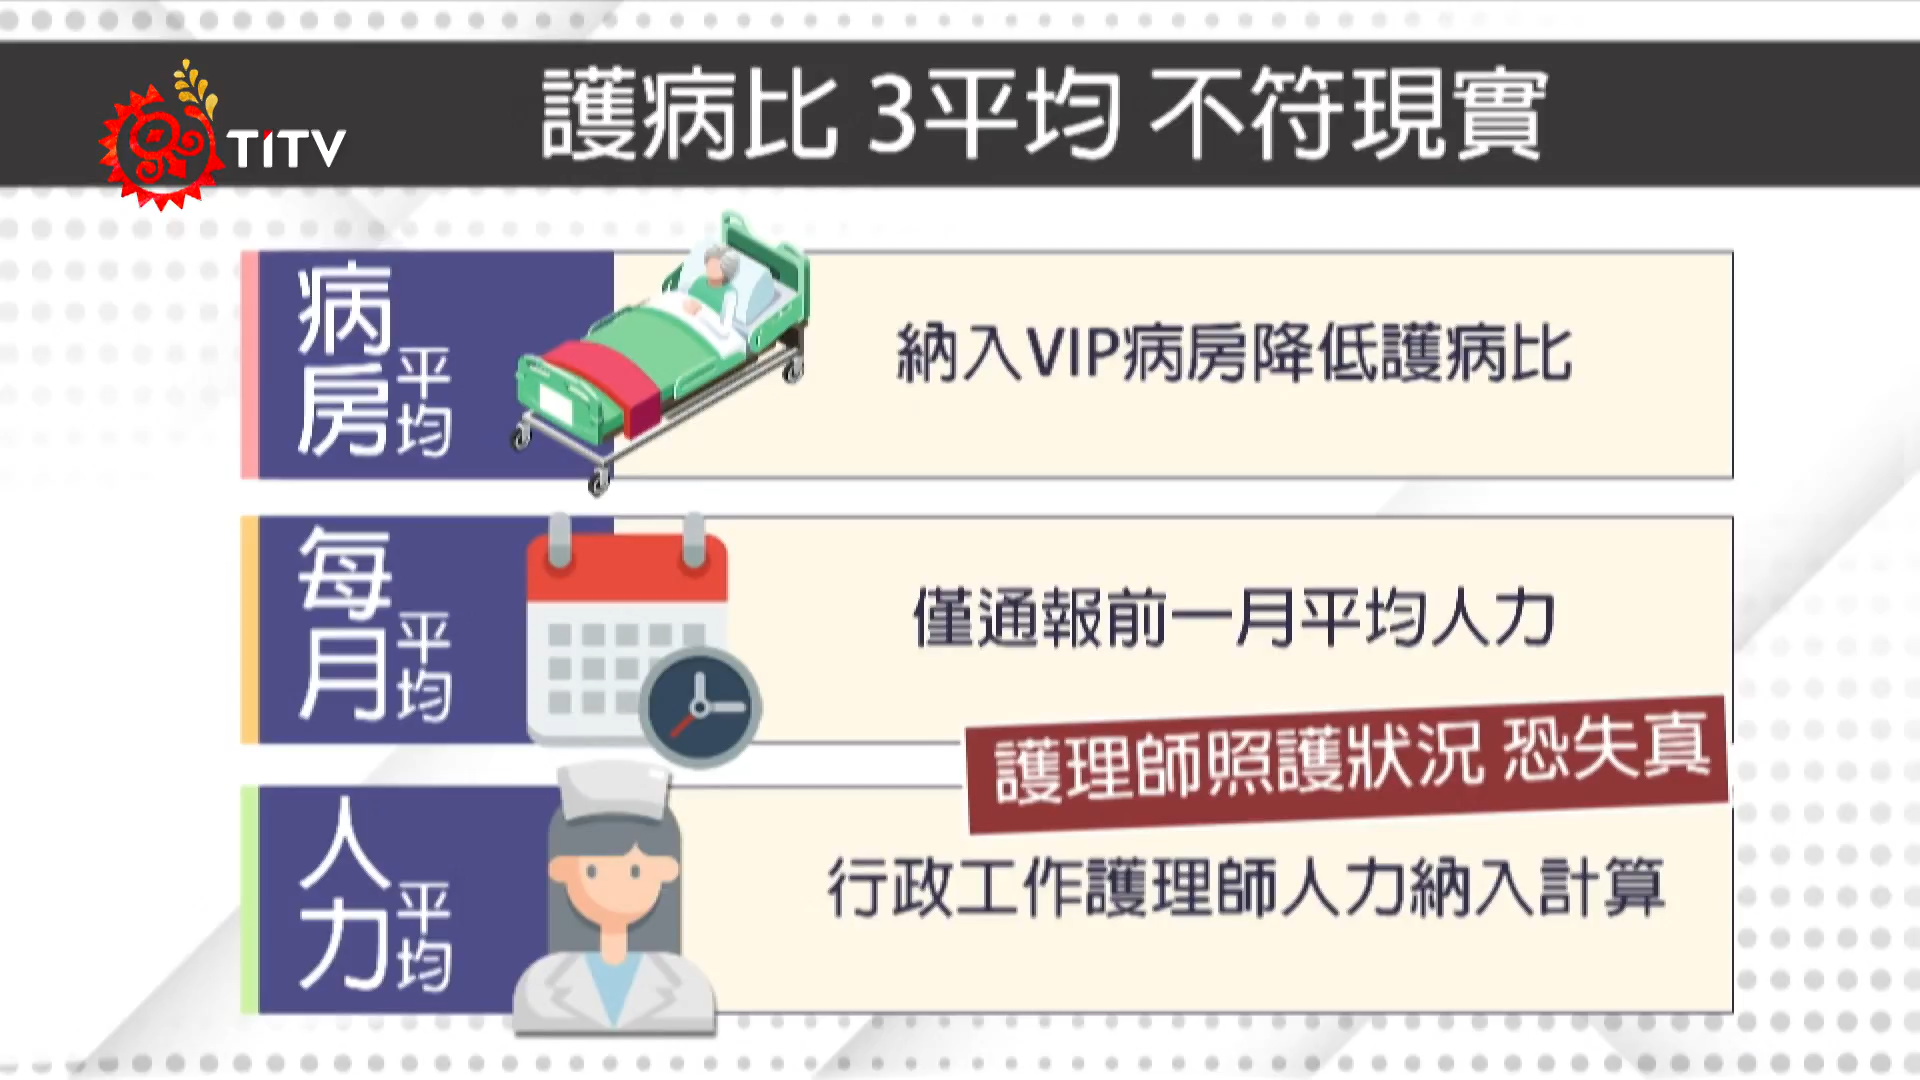 護病比 3平均 不符現實
TITV
病房平均
納入VIP病房降低護病比
每月平均
僅通報前一月平均人力
護理師照護狀況 恐失真
人力平均
行政工作護理師人力納入計算